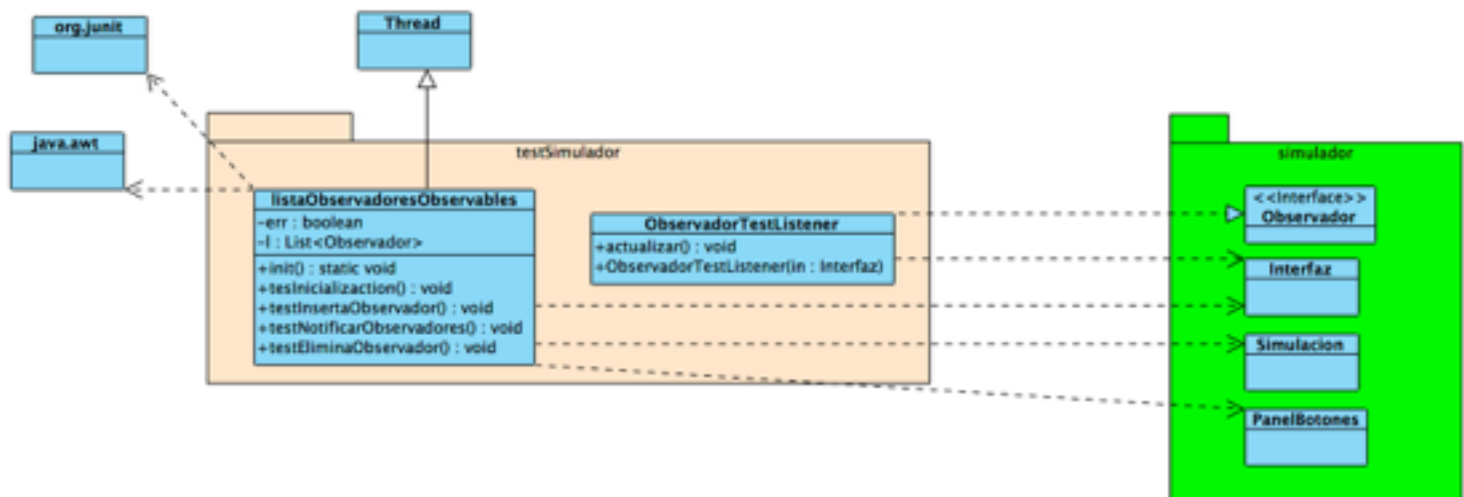 org.junit
Thread
java.awt
testSimulador
simulador
listaObservadoresObservables
-err : boolean
-l : List<Observador>
+init() : static void
+tesInicializaction() : void
+testInsertaObservador() : void
+testNotificarObservadores() : void
+testEliminaObservador() : void
ObservadorTestListener
+actualizar() : void
+ObservadorTestListener(in : Interfaz)
<<Interface>>
Observador
Interfaz
Simulacion
PanelBotones